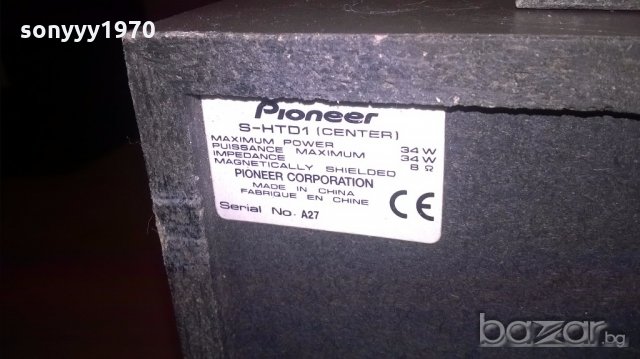 sonyyy1970
Pioneer
S-HTD1 (CENTER)
MAXIMUM POWER 34 W
PUISSANCE MAXIMUM 34 W
IMPEDANCE 8 Ω
MAGNETICALLY SHIELDED
PIONEER CORPORATION
MADE IN CHINA
FABRIQUE EN CHINE
Serial No. A27
CE
bazar.bg